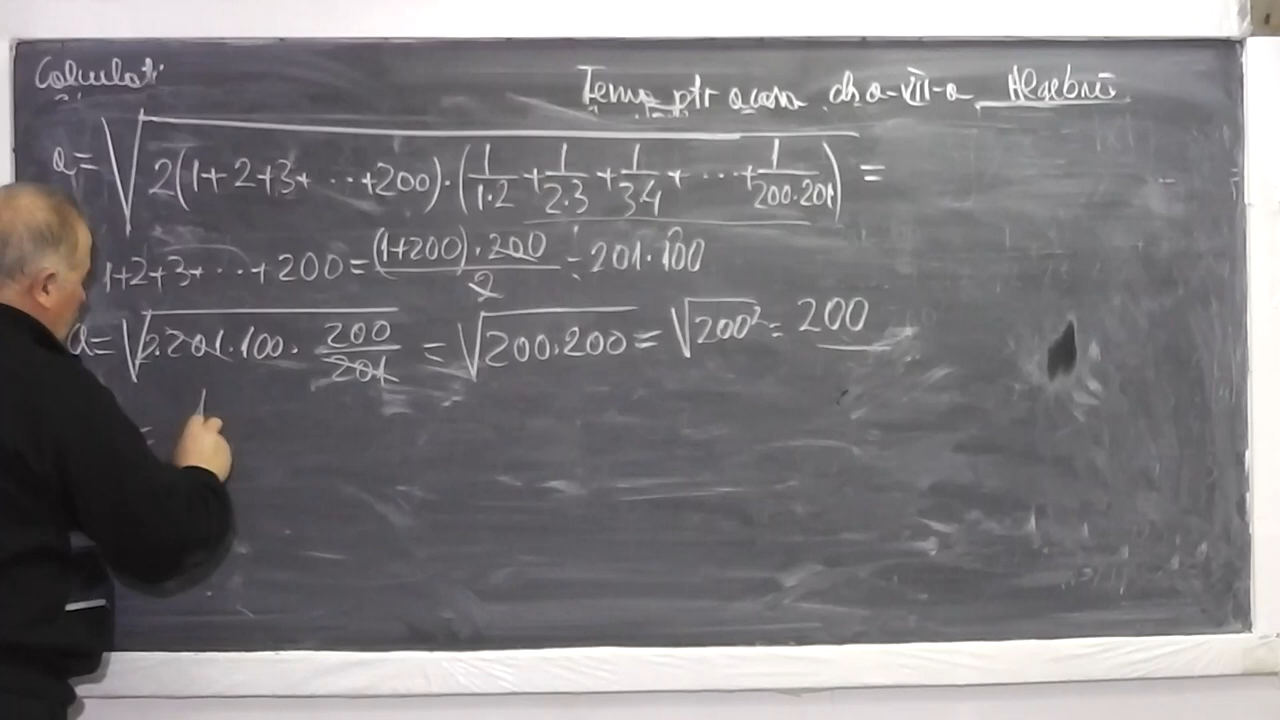 Calculati
Tema ptr acasa cls a-VII-a Algebră
a=√2(1+2+3+...+200)·(1/1·2+1/2·3+1/3·4+...+1/200·201)=
1+2+3+...+200=(1+200)·200/2=201·100
a=√2·201·100·200/201=√200·200=√200²=200
=